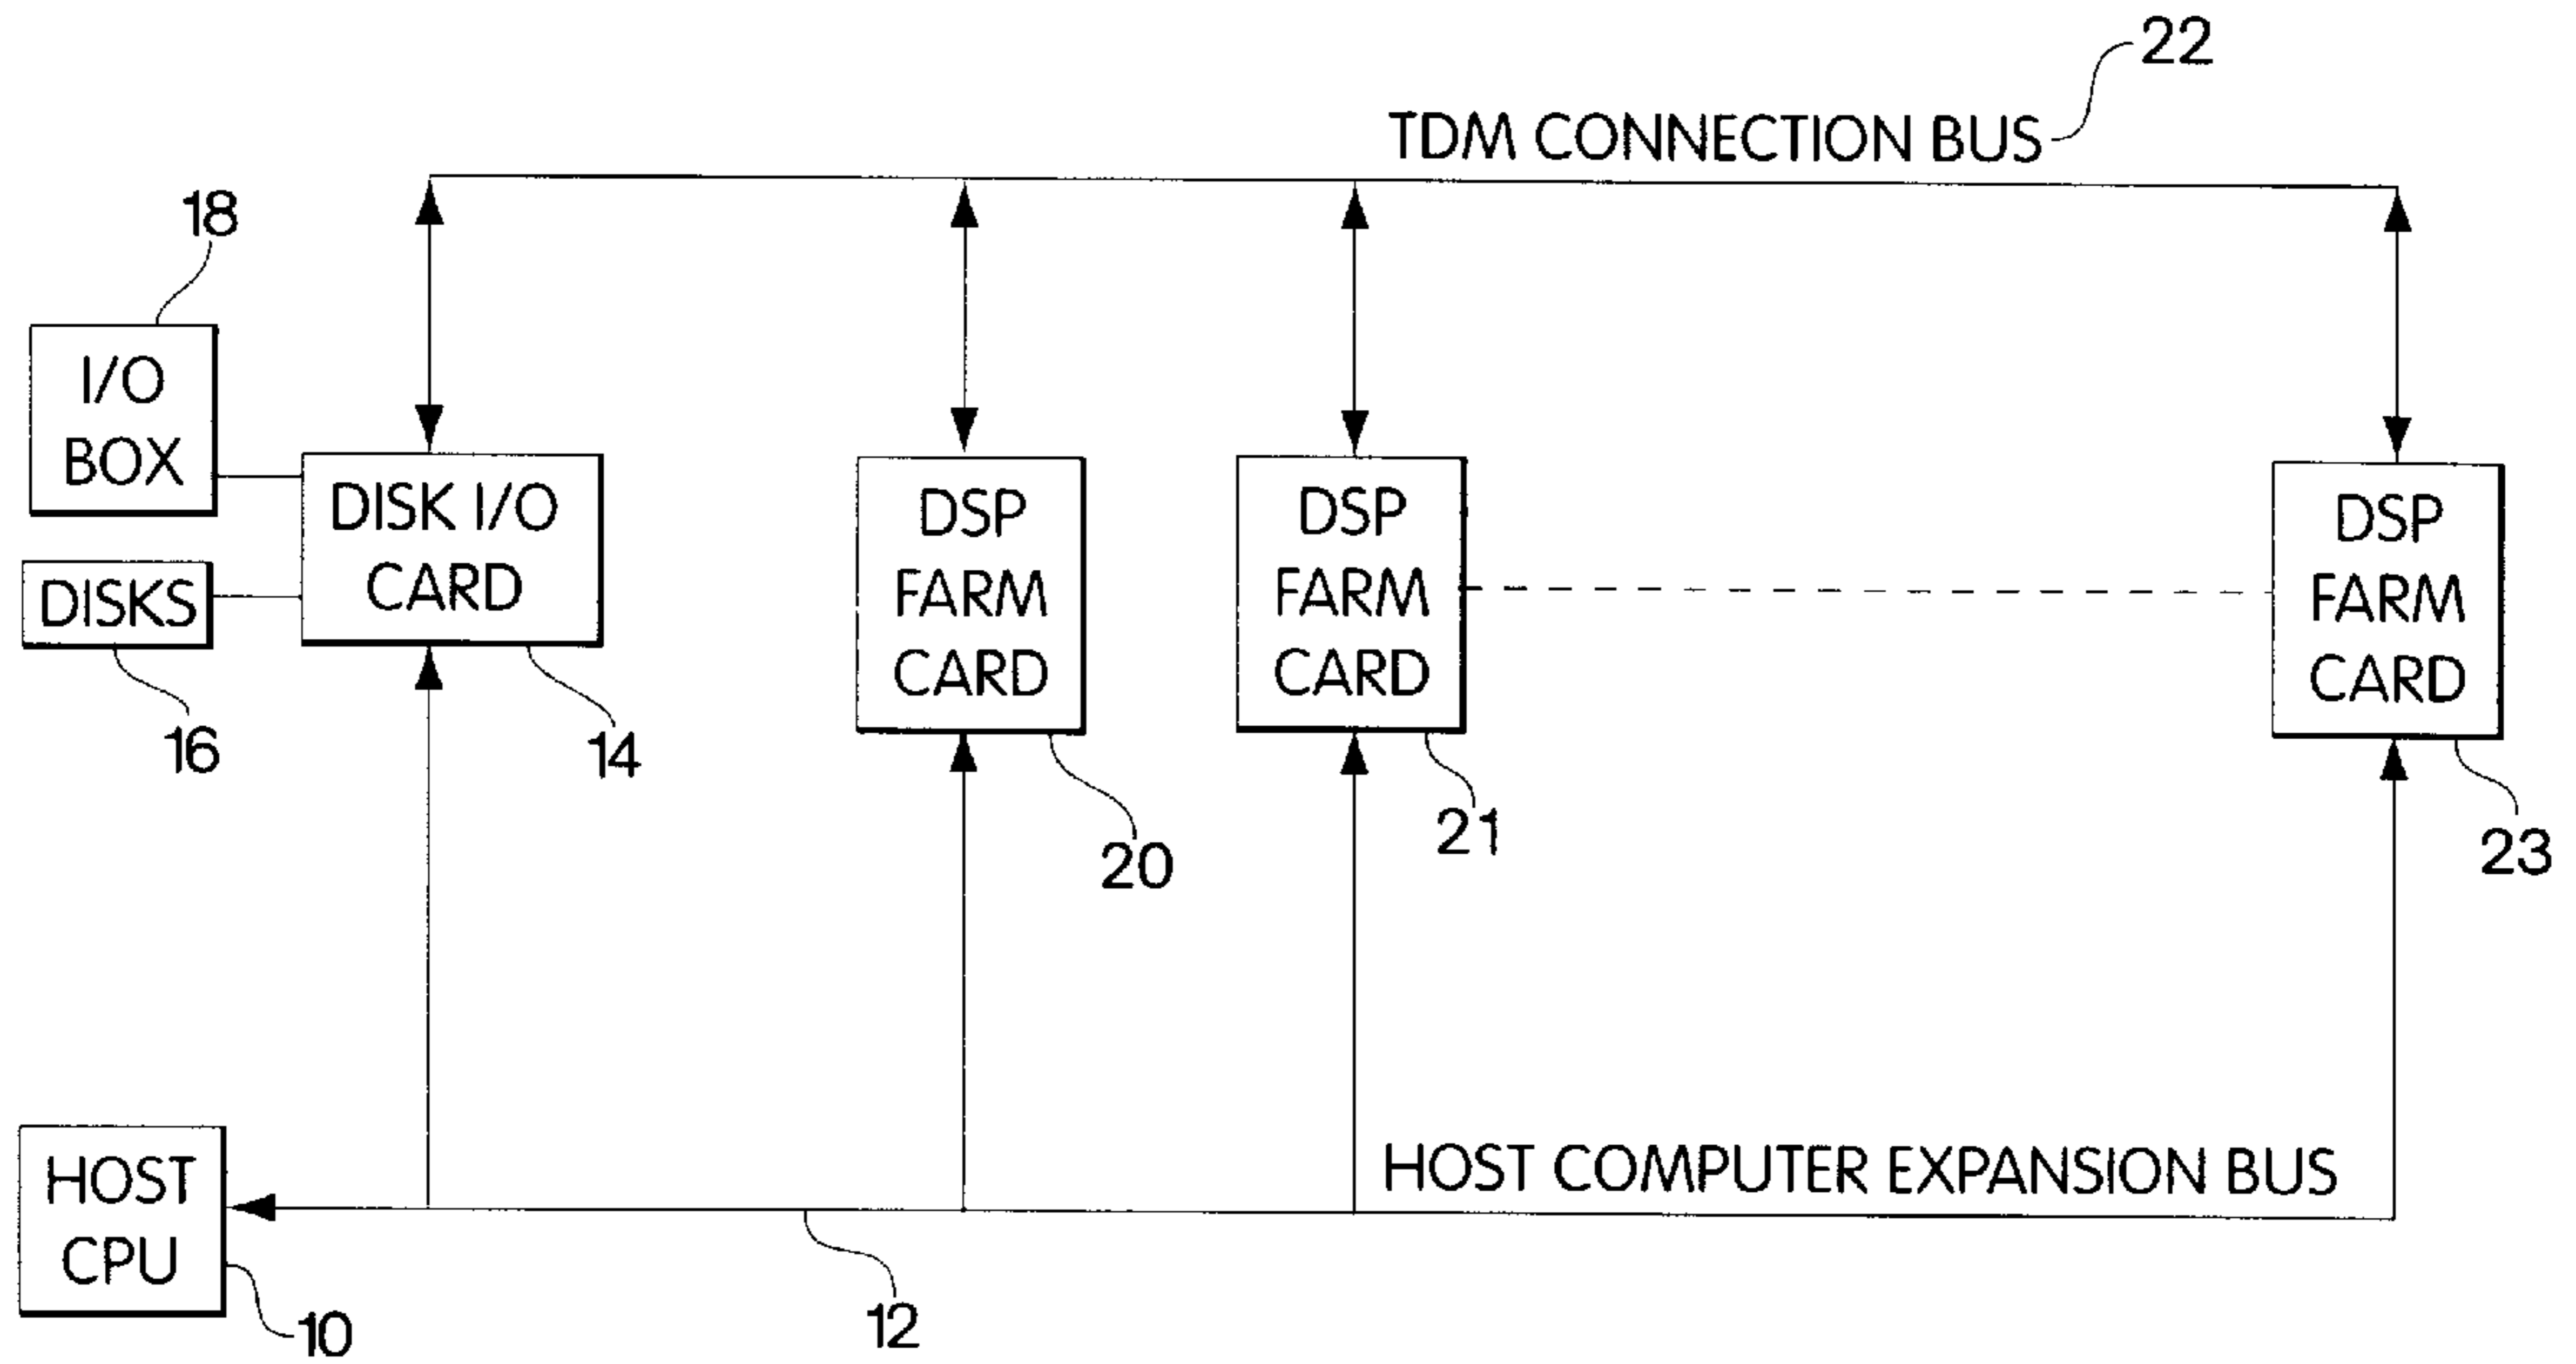 22
TDM CONNECTION BUS
18
I/O
BOX
DISK I/O
CARD
DISKS
16
14
DSP
FARM
CARD
20
DSP
FARM
CARD
21
DSP
FARM
CARD
23
HOST COMPUTER EXPANSION BUS
HOST
CPU
10
12